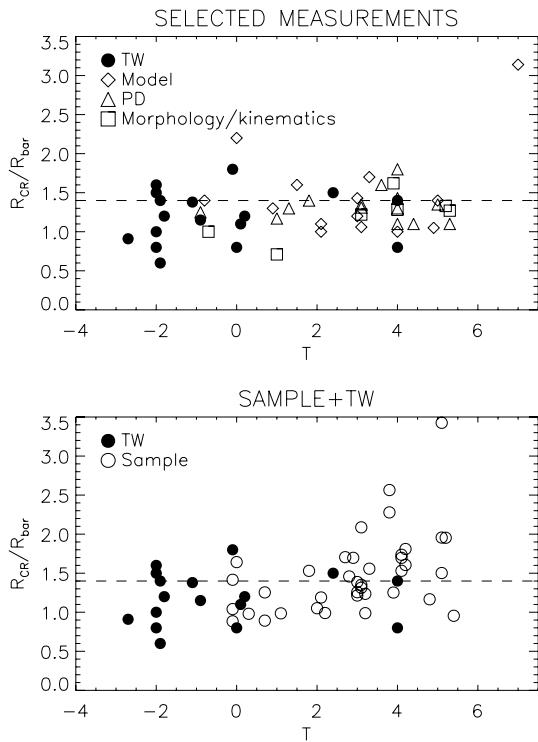 SELECTED MEASUREMENTS
3.5
3.0
2.5
2.0
1.5
1.0
0.5
0.0
R_CR/R_bar
TW
Model
PD
Morphology/kinematics
−4 −2 0 2 4 6
T
SAMPLE+TW
3.5
3.0
2.5
2.0
1.5
1.0
0.5
0.0
R_CR/R_bar
TW
Sample
−4 −2 0 2 4 6
T